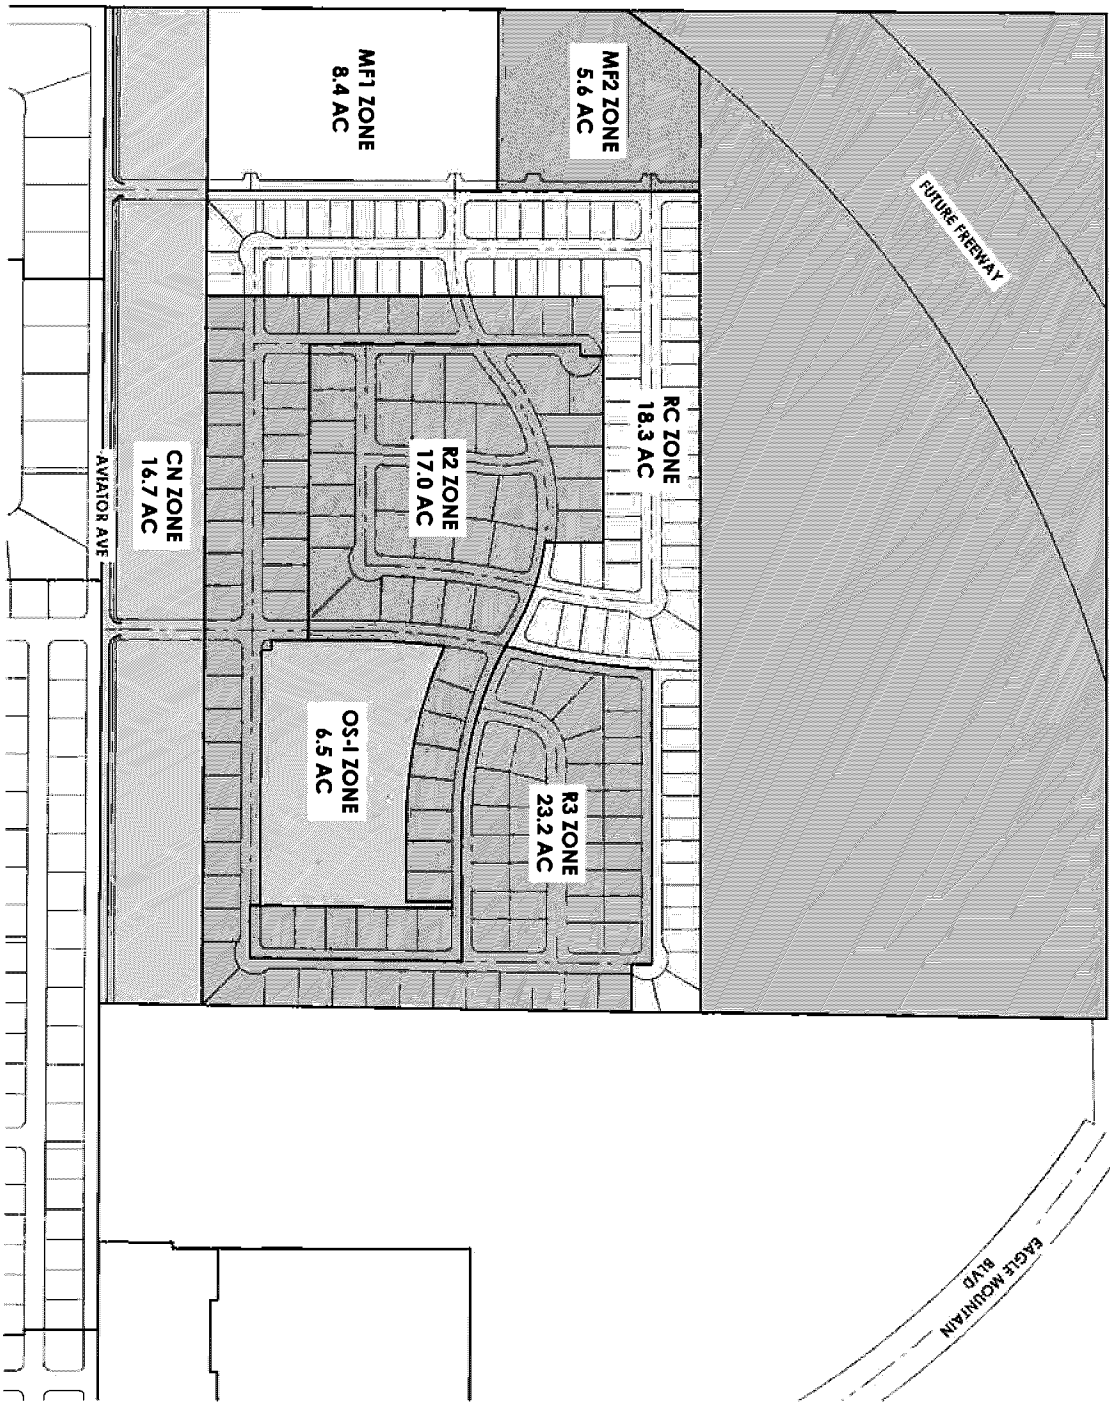 MF1 ZONE
8.4 AC
MF2 ZONE
5.6 AC
FUTURE FREEWAY
RC ZONE
18.3 AC
R2 ZONE
17.0 AC
CN ZONE
16.7 AC
AVIATOR AVE
OS-I ZONE
6.5 AC
R3 ZONE
23.2 AC
EAGLE MOUNTAIN
BLVD